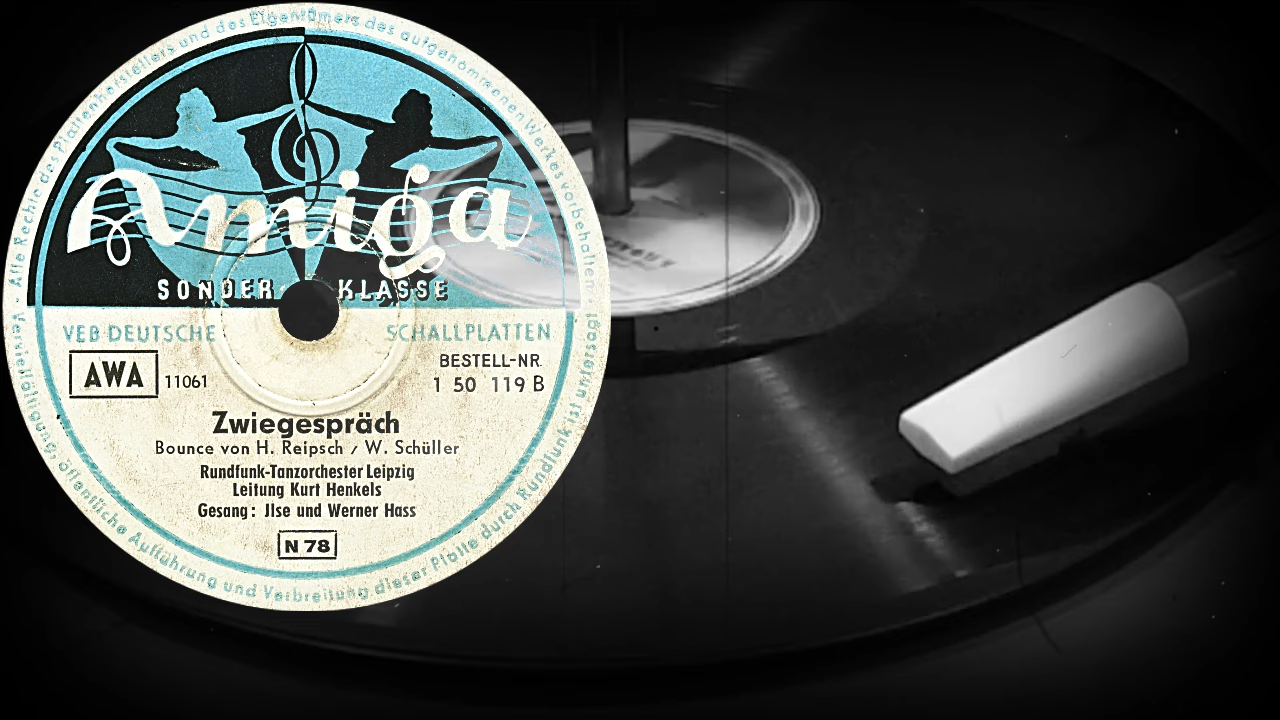 Alle Rechte des Plattenherstellers und des Eigentümers des aufgenommenen Werkes vorbehalten
Amiga
SONDER KLASSE
VEB DEUTSCHE SCHALLPLATTEN
AWA 11061
BESTELL-NR.
1 50 119 B
Zwiegespräch
Bounce von H. Reipsch / W. Schüller
Rundfunk-Tanzorchester Leipzig
Leitung Kurt Henkels
Gesang: Jlse und Werner Hass
N 78
Vervielfältigung, öffentliche Aufführung und Verbreitung dieser Platte durch Rundfunk ist untersagt